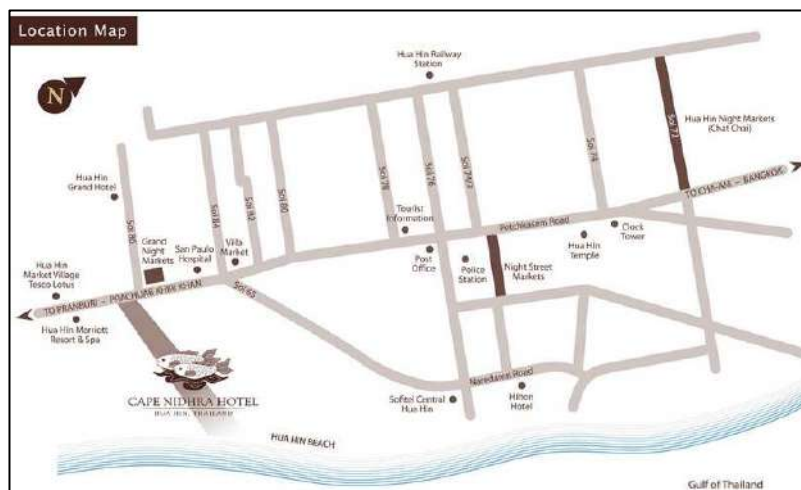 Location Map
N
Hua Hin Railway
Station
Hua Hin Night Markets
(Chat Chai)
Soi 72
Soi 74
Soi 76
Soi 78
Soi 80
Soi 82
Soi 84
Soi 86
Hua Hin
Grand Hotel
TO CHA-AM – BANGKOK
Petchkasem Road
Tourist
Information
Clock
Tower
Hua Hin
Temple
Post
Office
Police
Station
Night Street
Markets
Grand
Night
Markets
San Paulo
Hospital
Villa
Market
Hua Hin
Market Village
Tesco Lotus
TO PRANBURI – PRACHUAB KHIRI KHAN
Hua Hin Marriott
Resort & Spa
Soi 65
CAPE NIDHRA HOTEL
HUA HIN, THAILAND
Naredamri Road
Sofitel Central
Hua Hin
Hilton
Hotel
HUA HIN BEACH
Gulf of Thailand